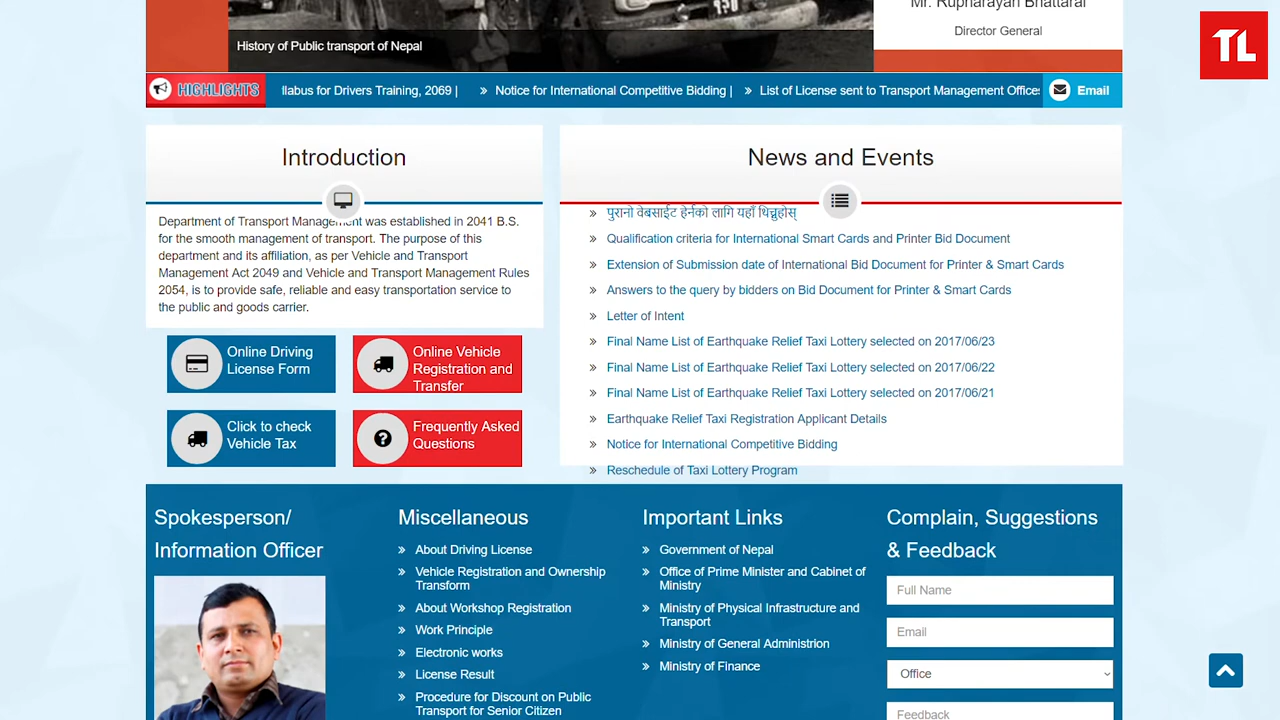 Mr. Rupnarayan Bhattarai
Director General
TL
History of Public transport of Nepal
HIGHLIGHTS
llabus for Drivers Training, 2069 |
» Notice for International Competitive Bidding |
» List of License sent to Transport Management Office
Email
Introduction
Department of Transport Management was established in 2041 B.S.
for the smooth management of transport. The purpose of this
department and its affiliation, as per Vehicle and Transport
Management Act 2049 and Vehicle and Transport Management Rules
2054, is to provide safe, reliable and easy transportation service to
the public and goods carrier.
Online Driving
License Form
Online Vehicle
Registration and
Transfer
Click to check
Vehicle Tax
Frequently Asked
Questions
News and Events
» पुरानो वेबसाईट हेर्नको लागि यहाँ थिच्नुहोस्
» Qualification criteria for International Smart Cards and Printer Bid Document
» Extension of Submission date of International Bid Document for Printer & Smart Cards
» Answers to the query by bidders on Bid Document for Printer & Smart Cards
» Letter of Intent
» Final Name List of Earthquake Relief Taxi Lottery selected on 2017/06/23
» Final Name List of Earthquake Relief Taxi Lottery selected on 2017/06/22
» Final Name List of Earthquake Relief Taxi Lottery selected on 2017/06/21
» Earthquake Relief Taxi Registration Applicant Details
» Notice for International Competitive Bidding
» Reschedule of Taxi Lottery Program
Spokesperson/
Information Officer
Miscellaneous
» About Driving License
» Vehicle Registration and Ownership
Transform
» About Workshop Registration
» Work Principle
» Electronic works
» License Result
» Procedure for Discount on Public
Transport for Senior Citizen
Important Links
» Government of Nepal
» Office of Prime Minister and Cabinet of
Ministry
» Ministry of Physical Infrastructure and
Transport
» Ministry of General Administrion
» Ministry of Finance
Complain, Suggestions
& Feedback
Full Name
Email
Office
Feedback